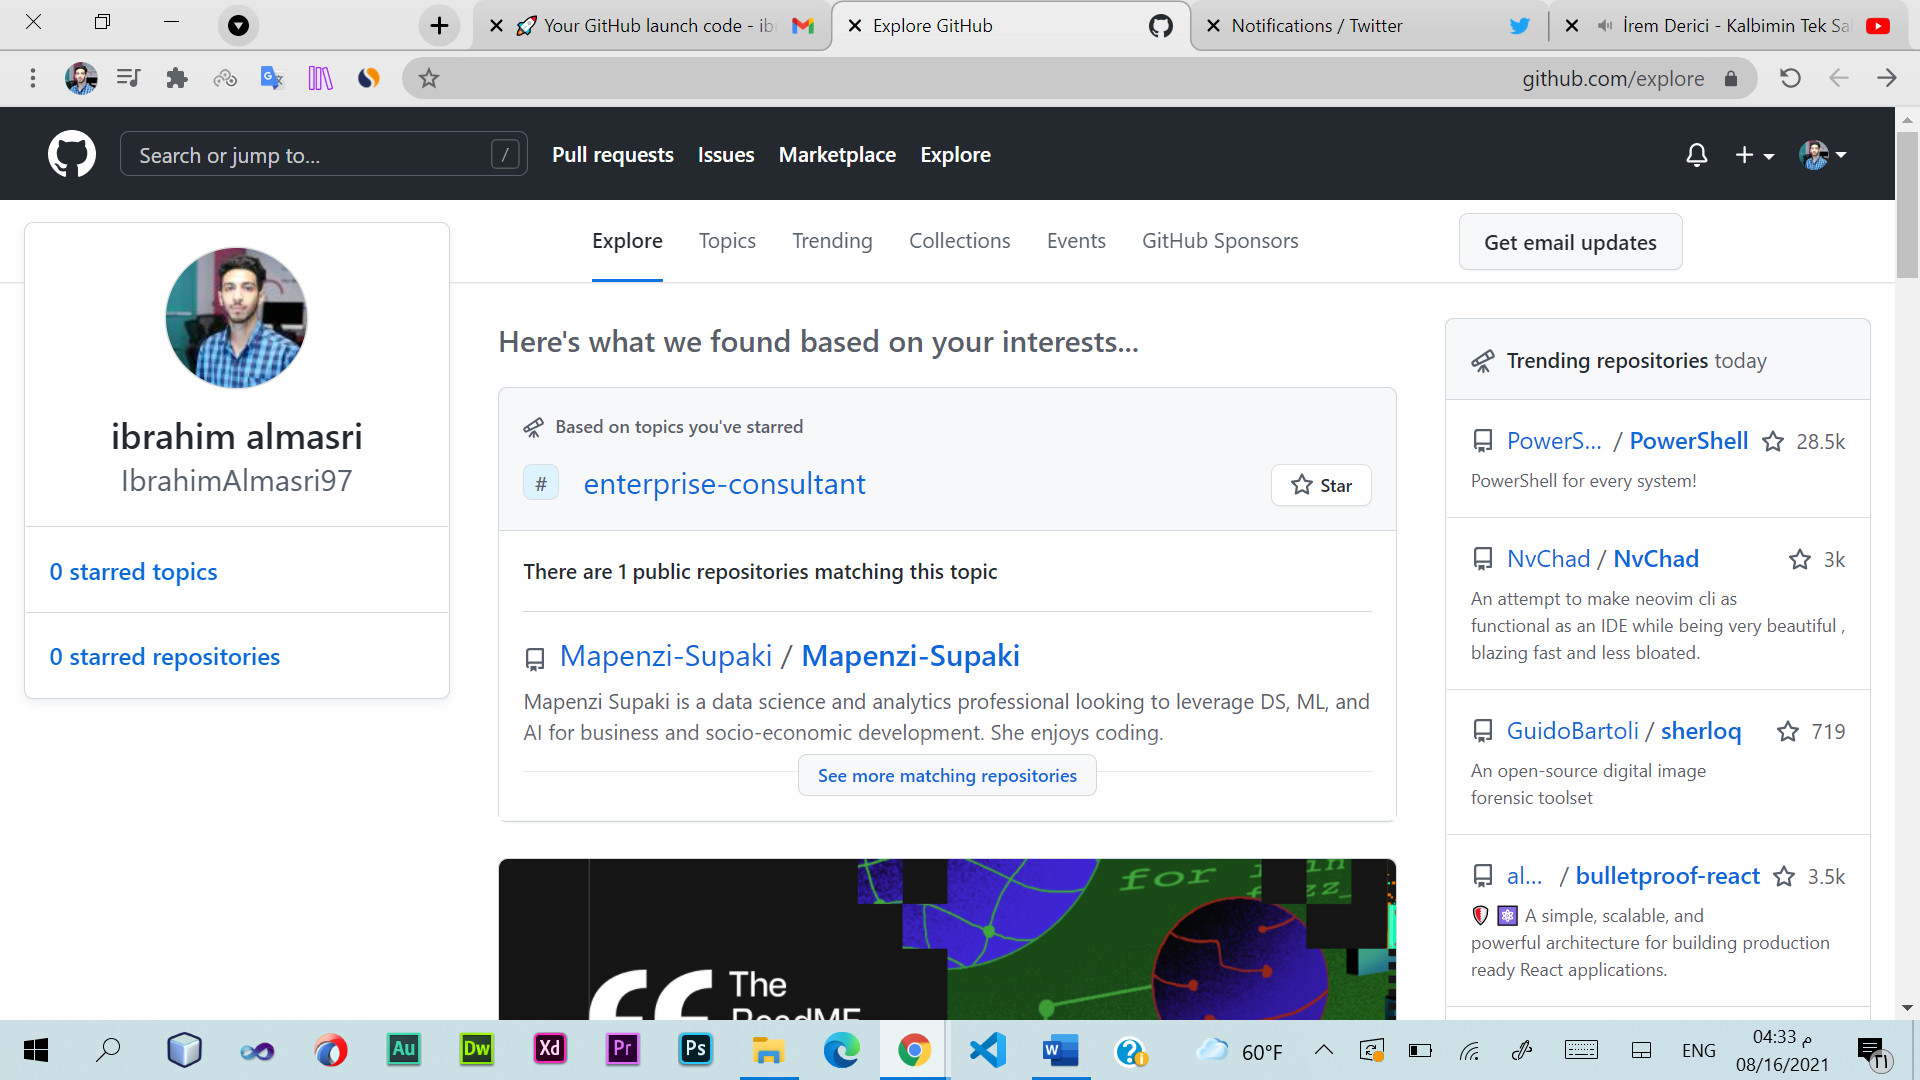 🚀 Your GitHub launch code - ib
Explore GitHub
Notifications / Twitter
İrem Derici - Kalbimin Tek Sa
github.com/explore
Search or jump to...
/
Pull requests
Issues
Marketplace
Explore
Explore
Topics
Trending
Collections
Events
GitHub Sponsors
Get email updates
ibrahim almasri
IbrahimAlmasri97
0 starred topics
0 starred repositories
Here's what we found based on your interests...
Based on topics you've starred
# enterprise-consultant
Star
There are 1 public repositories matching this topic
Mapenzi-Supaki / Mapenzi-Supaki
Mapenzi Supaki is a data science and analytics professional looking to leverage DS, ML, and
AI for business and socio-economic development. She enjoys coding.
See more matching repositories
for
in
The
ReadME
Trending repositories today
PowerS... / PowerShell 28.5k
PowerShell for every system!
NvChad / NvChad 3k
An attempt to make neovim cli as
functional as an IDE while being very beautiful ,
blazing fast and less bloated.
GuidoBartoli / sherloq 719
An open-source digital image
forensic toolset
al... / bulletproof-react 3.5k
A simple, scalable, and
powerful architecture for building production
ready React applications.
Au
Dw
Xd
Pr
Ps
W
60°F
ENG
04:33 م
08/16/2021
٢١